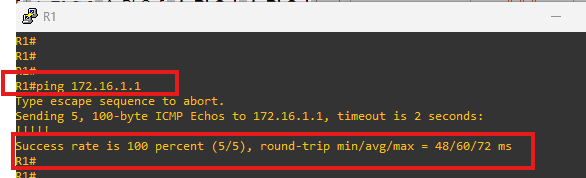 R1
R1#
R1#
R1#
R1#ping 172.16.1.1
Type escape sequence to abort.
Sending 5, 100-byte ICMP Echos to 172.16.1.1, timeout is 2 seconds:
!!!!!
Success rate is 100 percent (5/5), round-trip min/avg/max = 48/60/72 ms
R1#
R1#